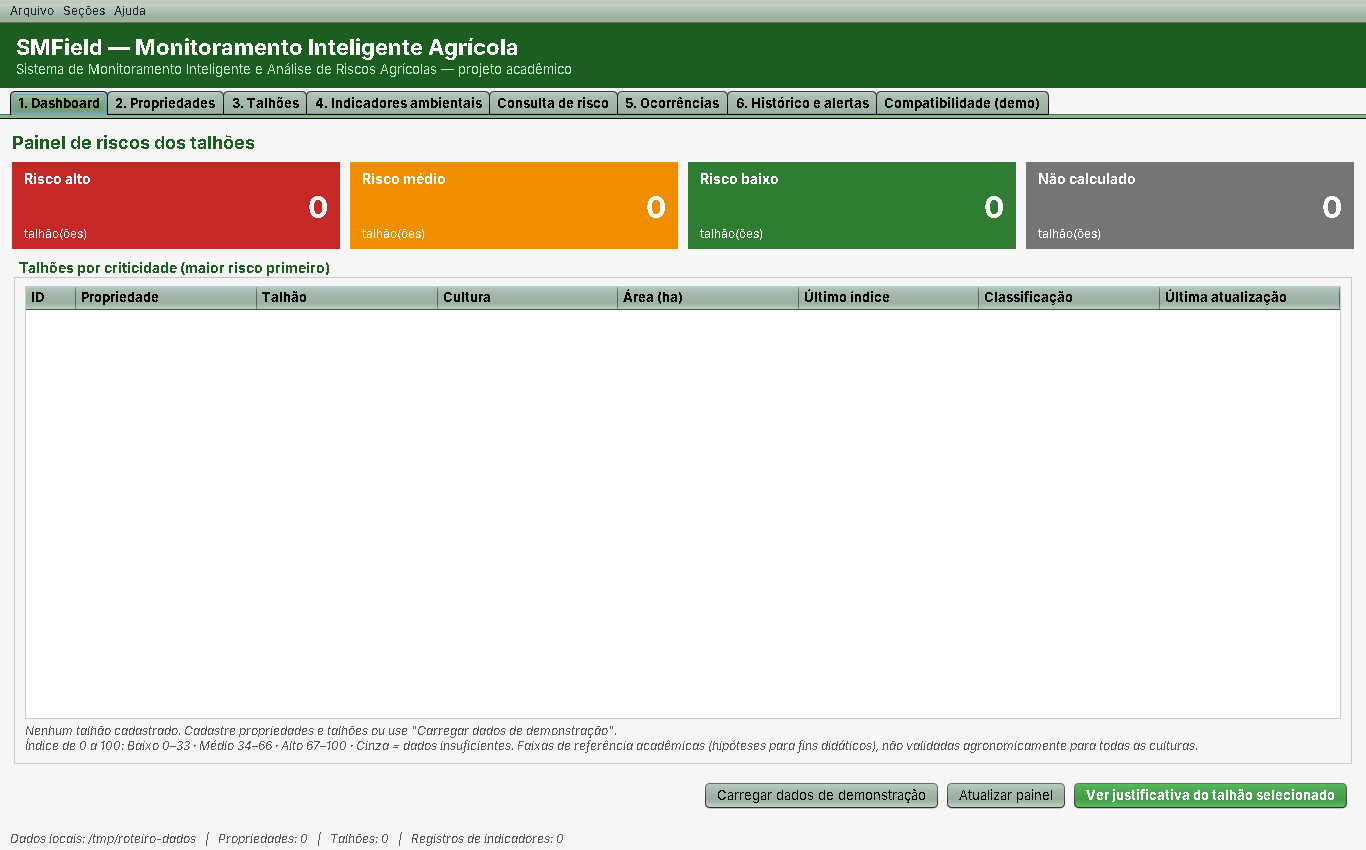 Arquivo Seções Ajuda
SMField — Monitoramento Inteligente Agrícola
Sistema de Monitoramento Inteligente e Análise de Riscos Agrícolas — projeto acadêmico
1. Dashboard 2. Propriedades 3. Talhões 4. Indicadores ambientais Consulta de risco 5. Ocorrências 6. Histórico e alertas Compatibilidade (demo)
Painel de riscos dos talhões
Risco alto Risco médio Risco baixo Não calculado
0 0 0 0
talhão(ões) talhão(ões) talhão(ões) talhão(ões)
Talhões por criticidade (maior risco primeiro)
ID Propriedade Talhão Cultura Área (ha) Último índice Classificação Última atualização
Nenhum talhão cadastrado. Cadastre propriedades e talhões ou use "Carregar dados de demonstração".
Índice de 0 a 100: Baixo 0–33 · Médio 34–66 · Alto 67–100 · Cinza = dados insuficientes. Faixas de referência acadêmicas (hipóteses para fins didáticos), não validadas agronomicamente para todas as culturas.
Carregar dados de demonstração Atualizar painel Ver justificativa do talhão selecionado
Dados locais: /tmp/roteiro-dados | Propriedades: 0 | Talhões: 0 | Registros de indicadores: 0